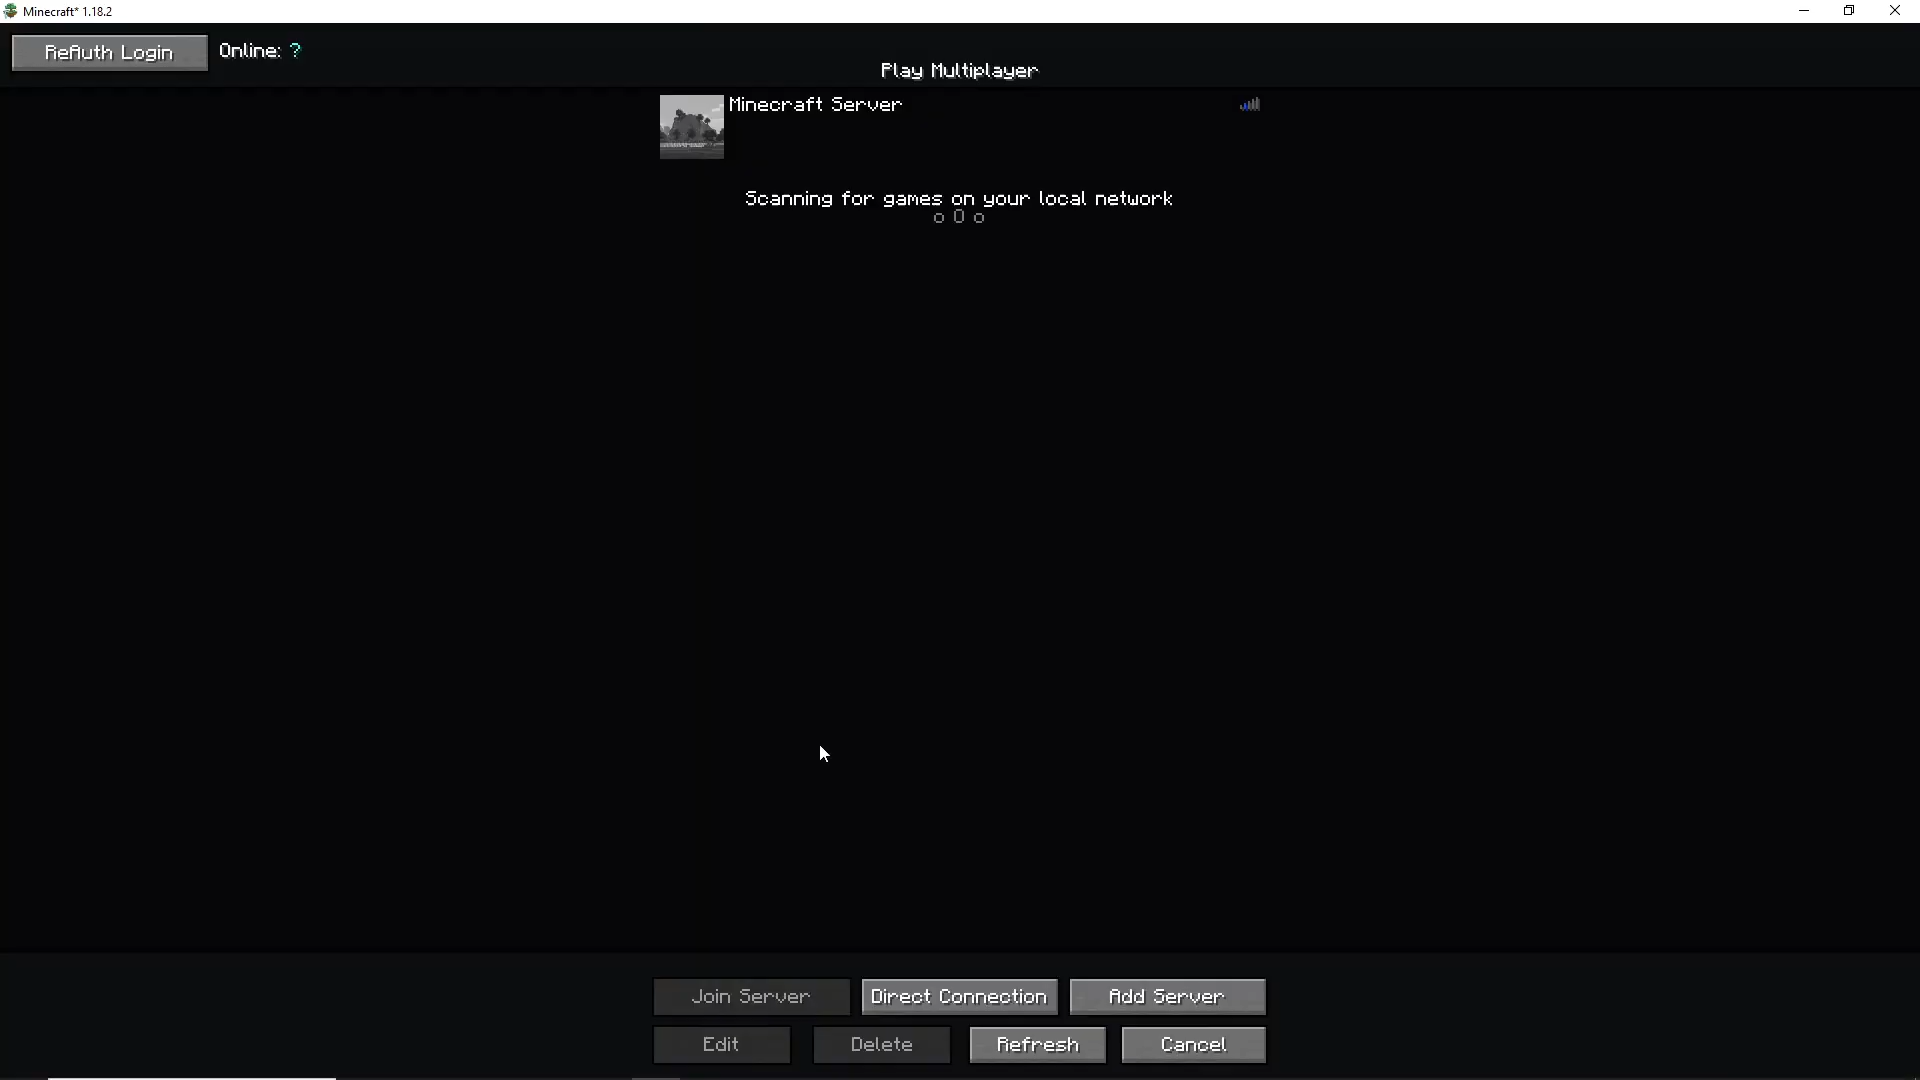 Minecraft* 1.18.2
ReAuth Login
Online: ?
Play Multiplayer
Minecraft Server
Scanning for games on your local network
o O o
Join Server
Direct Connection
Add Server
Edit
Delete
Refresh
Cancel